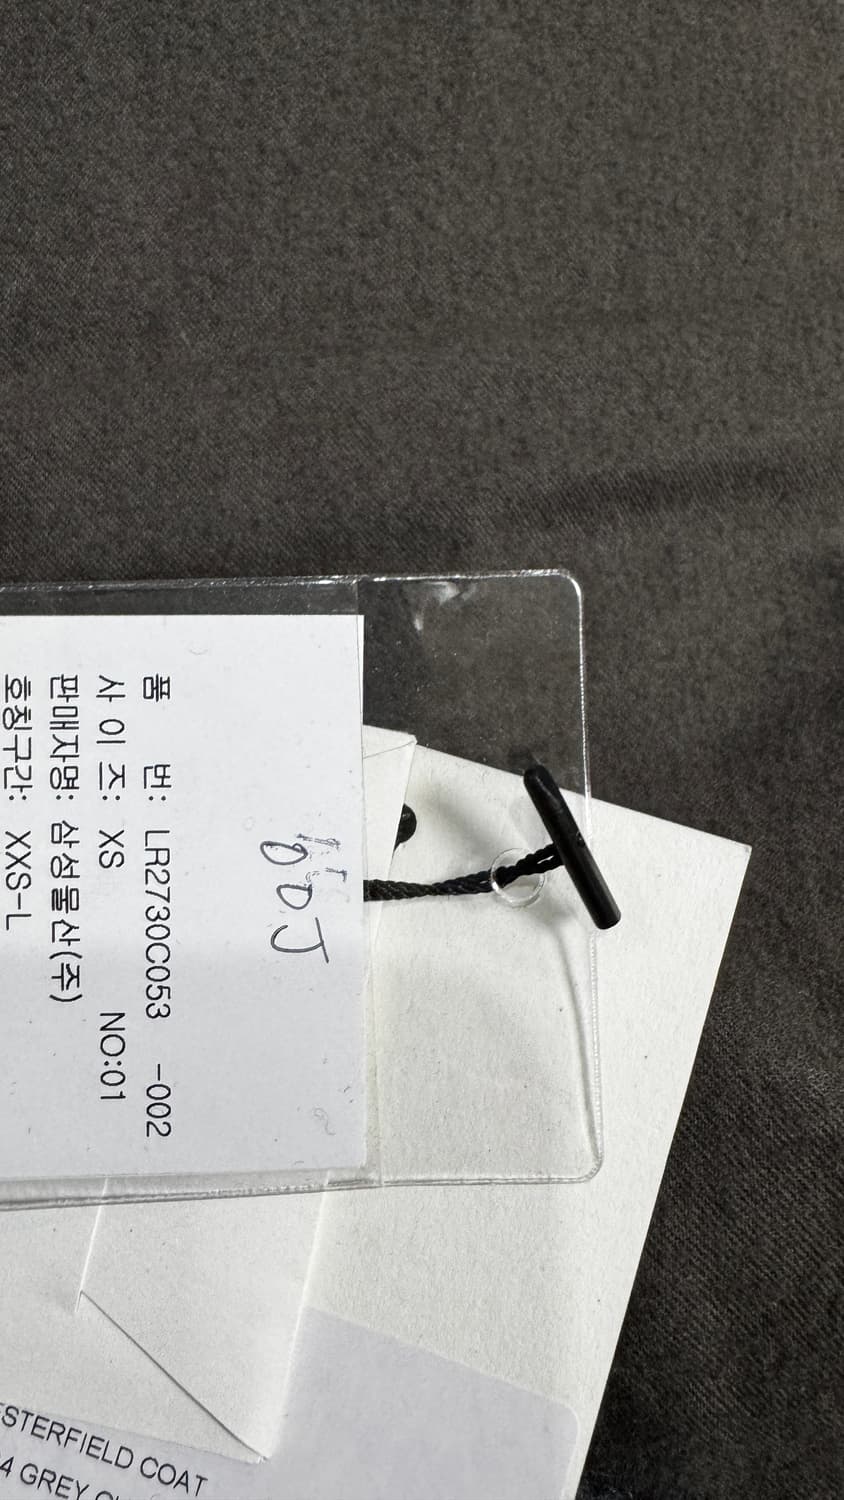 품 번: LR2730C053 -002
사 이 즈: XS NO:01
판매자명: 삼성물산(주)
호칭구간: XXS-L
STERFIELD COAT
4 GREY